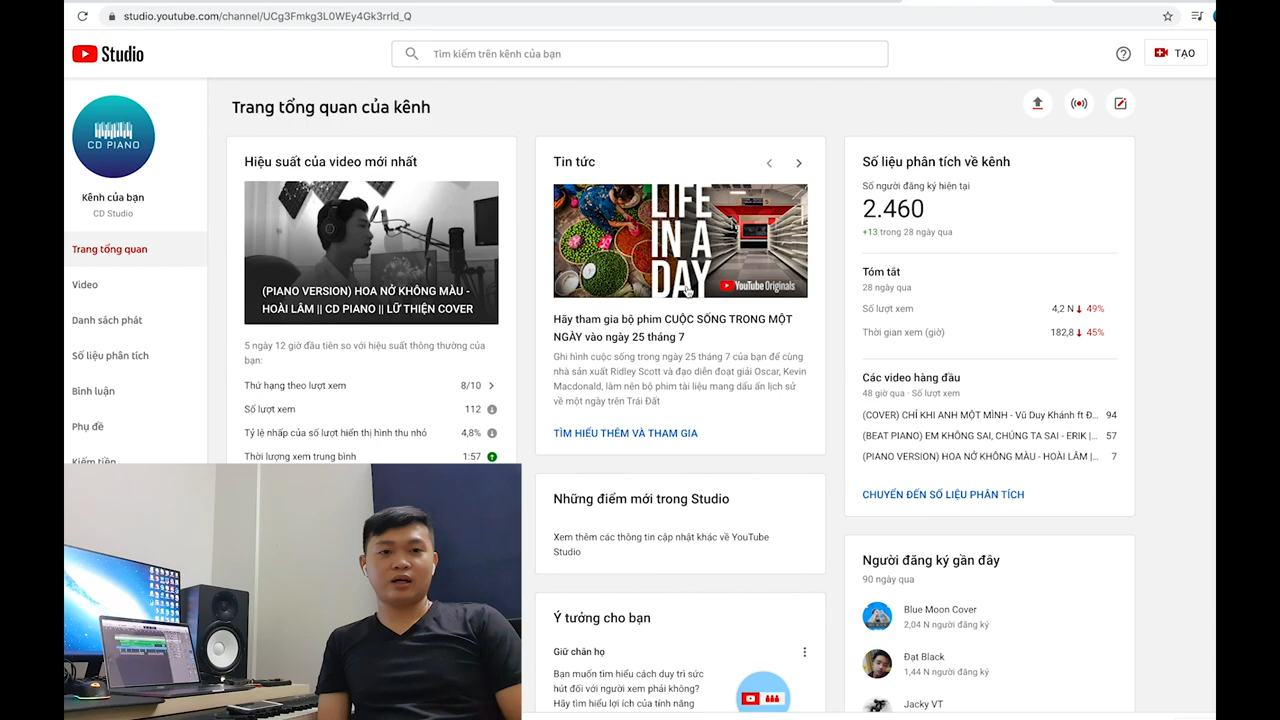 studio.youtube.com/channel/UCg3Fmkg3L0WEy4Gk3rrld_Q
Studio
Tìm kiếm trên kênh của bạn
TẠO
CD PIANO
Kênh của bạn
CD Studio
Trang tổng quan
Video
Danh sách phát
Số liệu phân tích
Bình luận
Phụ đề
Kiếm tiền
Trang tổng quan của kênh
Hiệu suất của video mới nhất
(PIANO VERSION) HOA NỞ KHÔNG MÀU -
HOÀI LÂM || CD PIANO || LỮ THIỆN COVER
5 ngày 12 giờ đầu tiên so với hiệu suất thông thường của
bạn:
Thứ hạng theo lượt xem 8/10
Số lượt xem 112
Tỷ lệ nhấp của số lượt hiển thị hình thu nhỏ 4,8%
Thời lượng xem trung bình 1:57
Tin tức
LIFE
IN A
DAY
YouTube Originals
Hãy tham gia bộ phim CUỘC SỐNG TRONG MỘT
NGÀY vào ngày 25 tháng 7
Ghi hình cuộc sống trong ngày 25 tháng 7 của bạn để cùng
nhà sản xuất Ridley Scott và đạo diễn đoạt giải Oscar, Kevin
Macdonald, làm nên bộ phim tài liệu mang dấu ấn lịch sử
về một ngày trên Trái Đất
TÌM HIỂU THÊM VÀ THAM GIA
Những điểm mới trong Studio
Xem thêm các thông tin cập nhật khác về YouTube
Studio
Ý tưởng cho bạn
Giữ chân họ
Bạn muốn tìm hiểu cách duy trì sức
hút đối với người xem phải không?
Hãy tìm hiểu lợi ích của tính năng
Số liệu phân tích về kênh
Số người đăng ký hiện tại
2.460
+13 trong 28 ngày qua
Tóm tắt
28 ngày qua
Số lượt xem 4,2 N 49%
Thời gian xem (giờ) 182,8 45%
Các video hàng đầu
48 giờ qua · Số lượt xem
(COVER) CHỈ KHI ANH MỘT MÌNH - Vũ Duy Khánh ft Đ... 94
(BEAT PIANO) EM KHÔNG SAI, CHÚNG TA SAI - ERIK |... 57
(PIANO VERSION) HOA NỞ KHÔNG MÀU - HOÀI LÂM |... 7
CHUYỂN ĐẾN SỐ LIỆU PHÂN TÍCH
Người đăng ký gần đây
90 ngày qua
Blue Moon Cover
2,04 N người đăng ký
Đạt Black
1,44 N người đăng ký
Jacky VT